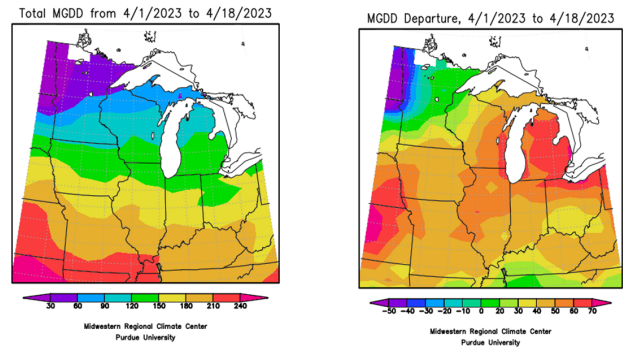 Total MGDD from 4/1/2023 to 4/18/2023
30 60 90 120 150 180 210 240
Midwestern Regional Climate Center
Purdue University
MGDD Departure, 4/1/2023 to 4/18/2023
-50 -40 -30 -20 -10 0 20 30 40 50 60 70
Midwestern Regional Climate Center
Purdue University